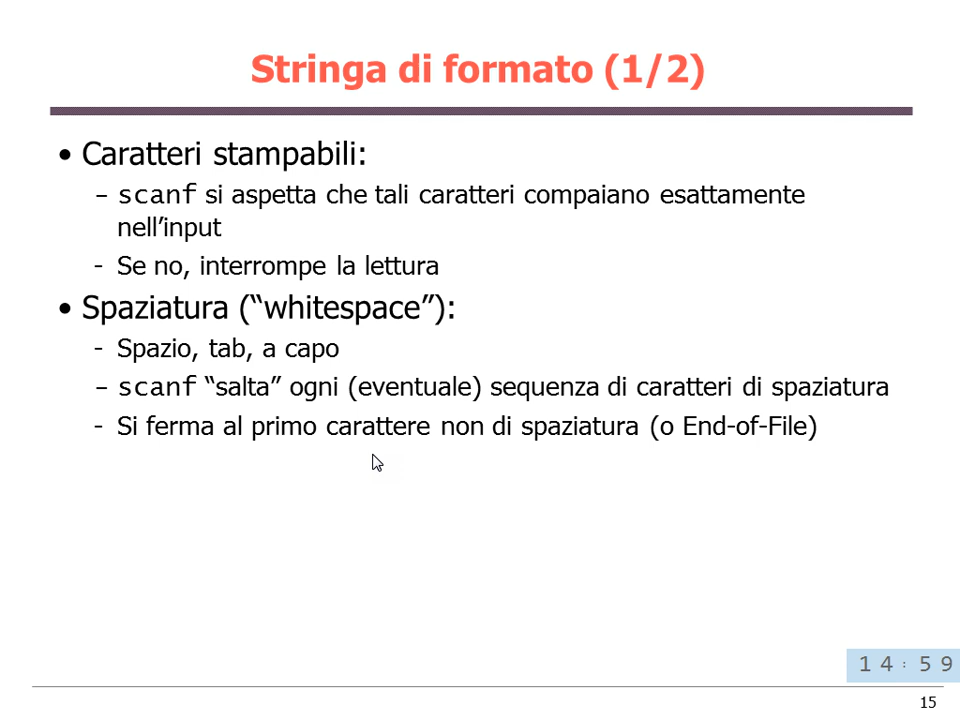 Stringa di formato (1/2)
• Caratteri stampabili:
– scanf si aspetta che tali caratteri compaiano esattamente
nell’input
- Se no, interrompe la lettura
• Spaziatura (“whitespace”):
- Spazio, tab, a capo
– scanf “salta” ogni (eventuale) sequenza di caratteri di spaziatura
- Si ferma al primo carattere non di spaziatura (o End-of-File)
14:59
15